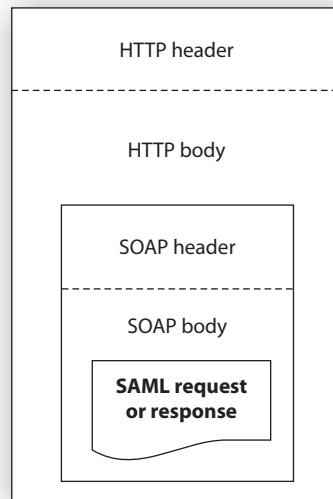 HTTP header
HTTP body
SOAP header
SOAP body
SAML request
or response